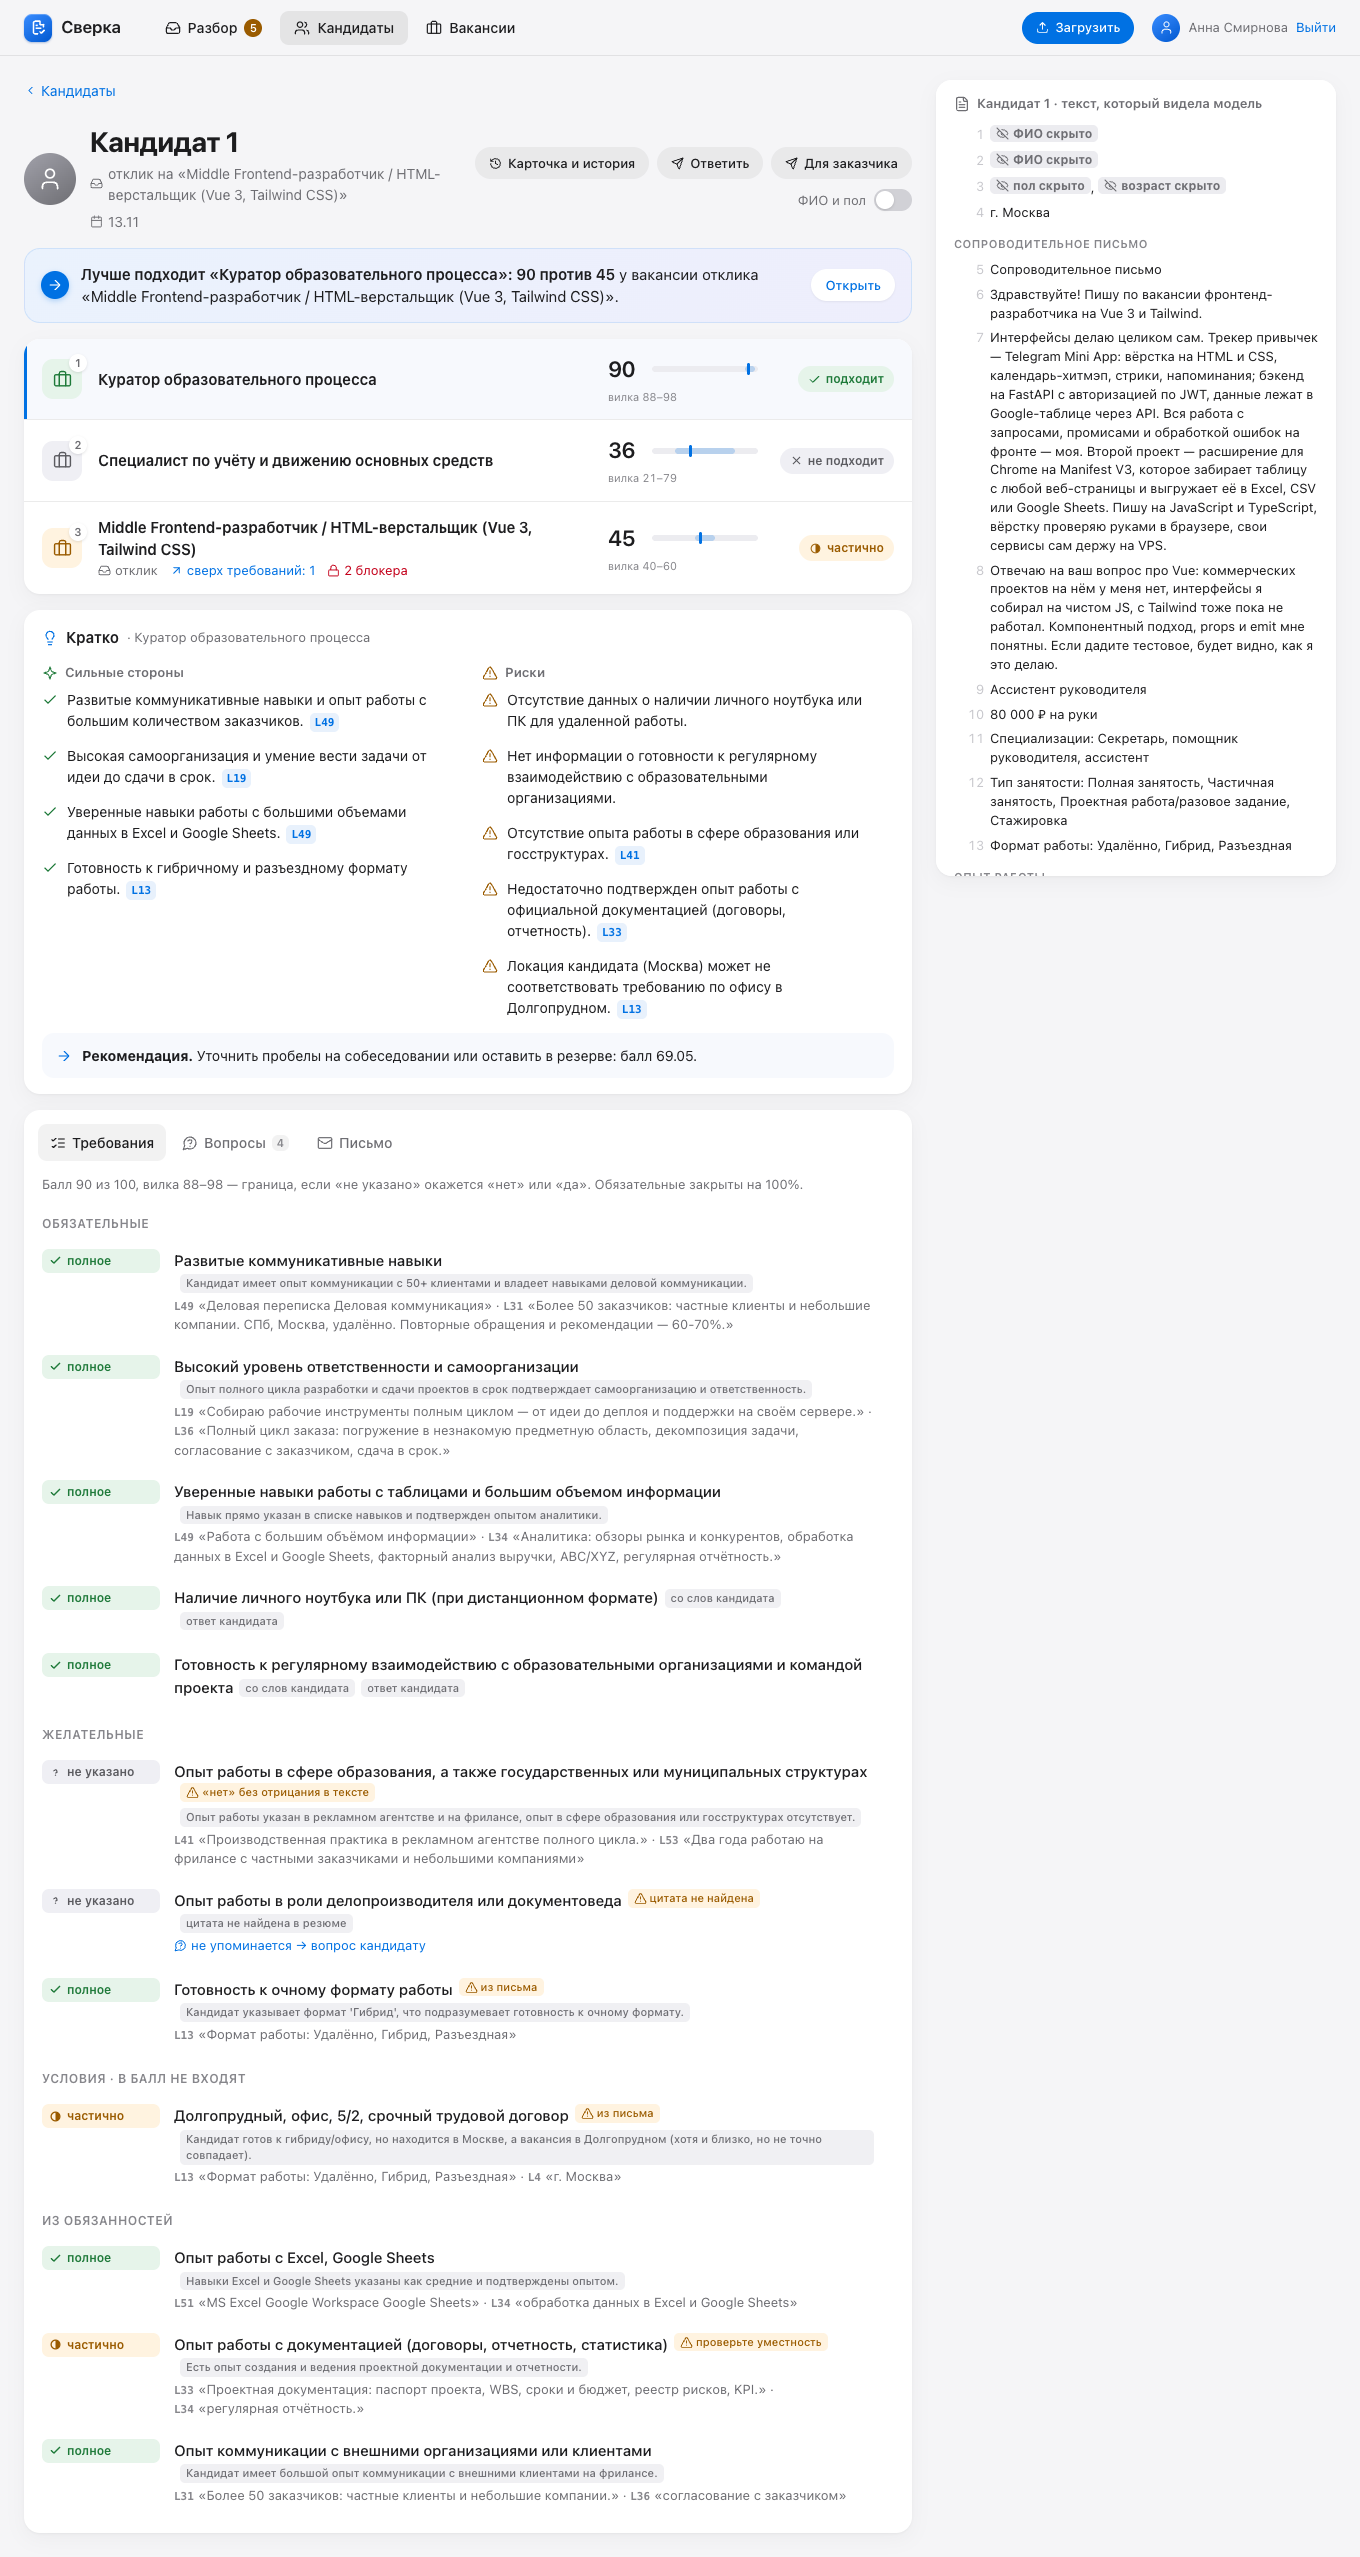 Сверка
Разбор 5
Кандидаты
Вакансии
Загрузить
Анна Смирнова Выйти
Кандидаты
Кандидат 1
отклик на «Middle Frontend-разработчик / HTML-
верстальщик (Vue 3, Tailwind CSS)»
13.11
Карточка и история
Ответить
Для заказчика
ФИО и пол
Лучше подходит «Куратор образовательного процесса»: 90 против 45 у вакансии отклика
«Middle Frontend-разработчик / HTML-верстальщик (Vue 3, Tailwind CSS)».
Открыть
1
Куратор образовательного процесса
90
вилка 88–98
подходит
2
Специалист по учёту и движению основных средств
36
вилка 21–79
не подходит
3
Middle Frontend-разработчик / HTML-верстальщик (Vue 3,
Tailwind CSS)
отклик сверх требований: 1 2 блокера
45
вилка 40–60
частично
Кратко · Куратор образовательного процесса
Сильные стороны
Развитые коммуникативные навыки и опыт работы с
большим количеством заказчиков. L49
Высокая самоорганизация и умение вести задачи от
идеи до сдачи в срок. L19
Уверенные навыки работы с большими объемами
данных в Excel и Google Sheets. L49
Готовность к гибричному и разъездному формату
работы. L13
Риски
Отсутствие данных о наличии личного ноутбука или
ПК для удаленной работы.
Нет информации о готовности к регулярному
взаимодействию с образовательными
организациями.
Отсутствие опыта работы в сфере образования или
госструктурах. L41
Недостаточно подтвержден опыт работы с
официальной документацией (договоры,
отчетность). L33
Локация кандидата (Москва) может не
соответствовать требованию по офису в
Долгопрудном. L13
Рекомендация. Уточнить пробелы на собеседовании или оставить в резерве: балл 69.05.
Требования
Вопросы 4
Письмо
Балл 90 из 100, вилка 88–98 — граница, если «не указано» окажется «нет» или «да». Обязательные закрыты на 100%.
ОБЯЗАТЕЛЬНЫЕ
полное
Развитые коммуникативные навыки
Кандидат имеет опыт коммуникации с 50+ клиентами и владеет навыками деловой коммуникации.
L49 «Деловая переписка Деловая коммуникация» · L31 «Более 50 заказчиков: частные клиенты и небольшие
компании. СПб, Москва, удалённо. Повторные обращения и рекомендации — 60-70%.»
полное
Высокий уровень ответственности и самоорганизации
Опыт полного цикла разработки и сдачи проектов в срок подтверждает самоорганизацию и ответственность.
L19 «Собираю рабочие инструменты полным циклом — от идеи до деплоя и поддержки на своём сервере.» ·
L36 «Полный цикл заказа: погружение в незнакомую предметную область, декомпозиция задачи,
согласование с заказчиком, сдача в срок.»
полное
Уверенные навыки работы с таблицами и большим объемом информации
Навык прямо указан в списке навыков и подтвержден опытом аналитики.
L49 «Работа с большим объёмом информации» · L34 «Аналитика: обзоры рынка и конкурентов, обработка
данных в Excel и Google Sheets, факторный анализ выручки, ABC/XYZ, регулярная отчётность.»
полное
Наличие личного ноутбука или ПК (при дистанционном формате) со слов кандидата
ответ кандидата
полное
Готовность к регулярному взаимодействию с образовательными организациями и командой
проекта со слов кандидата ответ кандидата
ЖЕЛАТЕЛЬНЫЕ
? не указано
Опыт работы в сфере образования, а также государственных или муниципальных структурах
«нет» без отрицания в тексте
Опыт работы указан в рекламном агентстве и на фрилансе, опыт в сфере образования или госструктурах отсутствует.
L41 «Производственная практика в рекламном агентстве полного цикла.» · L53 «Два года работаю на
фрилансе с частными заказчиками и небольшими компаниями»
? не указано
Опыт работы в роли делопроизводителя или документоведа цитата не найдена
цитата не найдена в резюме
не упоминается → вопрос кандидату
полное
Готовность к очному формату работы из письма
Кандидат указывает формат 'Гибрид', что подразумевает готовность к очному формату.
L13 «Формат работы: Удалённо, Гибрид, Разъездная»
УСЛОВИЯ · В БАЛЛ НЕ ВХОДЯТ
частично
Долгопрудный, офис, 5/2, срочный трудовой договор из письма
Кандидат готов к гибриду/офису, но находится в Москве, а вакансия в Долгопрудном (хотя и близко, но не точно
совпадает).
L13 «Формат работы: Удалённо, Гибрид, Разъездная» · L4 «г. Москва»
ИЗ ОБЯЗАННОСТЕЙ
полное
Опыт работы с Excel, Google Sheets
Навыки Excel и Google Sheets указаны как средние и подтверждены опытом.
L51 «MS Excel Google Workspace Google Sheets» · L34 «обработка данных в Excel и Google Sheets»
частично
Опыт работы с документацией (договоры, отчетность, статистика) проверьте уместность
Есть опыт создания и ведения проектной документации и отчетности.
L33 «Проектная документация: паспорт проекта, WBS, сроки и бюджет, реестр рисков, KPI.» ·
L34 «регулярная отчётность.»
полное
Опыт коммуникации с внешними организациями или клиентами
Кандидат имеет большой опыт коммуникации с внешними клиентами на фрилансе.
L31 «Более 50 заказчиков: частные клиенты и небольшие компании.» · L36 «согласование с заказчиком»
Кандидат 1 · текст, который видела модель
1 ФИО скрыто
2 ФИО скрыто
3 пол скрыто , возраст скрыто
4 г. Москва
СОПРОВОДИТЕЛЬНОЕ ПИСЬМО
5 Сопроводительное письмо
6 Здравствуйте! Пишу по вакансии фронтенд-
разработчика на Vue 3 и Tailwind.
7 Интерфейсы делаю целиком сам. Трекер привычек
— Telegram Mini App: вёрстка на HTML и CSS,
календарь-хитмэп, стрики, напоминания; бэкенд
на FastAPI с авторизацией по JWT, данные лежат в
Google-таблице через API. Вся работа с
запросами, промисами и обработкой ошибок на
фронте — моя. Второй проект — расширение для
Chrome на Manifest V3, которое забирает таблицу
с любой веб-страницы и выгружает её в Excel, CSV
или Google Sheets. Пишу на JavaScript и TypeScript,
вёрстку проверяю руками в браузере, свои
сервисы сам держу на VPS.
8 Отвечаю на ваш вопрос про Vue: коммерческих
проектов на нём у меня нет, интерфейсы я
собирал на чистом JS, с Tailwind тоже пока не
работал. Компонентный подход, props и emit мне
понятны. Если дадите тестовое, будет видно, как я
это делаю.
9 Ассистент руководителя
10 80 000 ₽ на руки
11 Специализации: Секретарь, помощник
руководителя, ассистент
12 Тип занятости: Полная занятость, Частичная
занятость, Проектная работа/разовое задание,
Стажировка
13 Формат работы: Удалённо, Гибрид, Разъездная
ОПЫТ РАБОТЫ